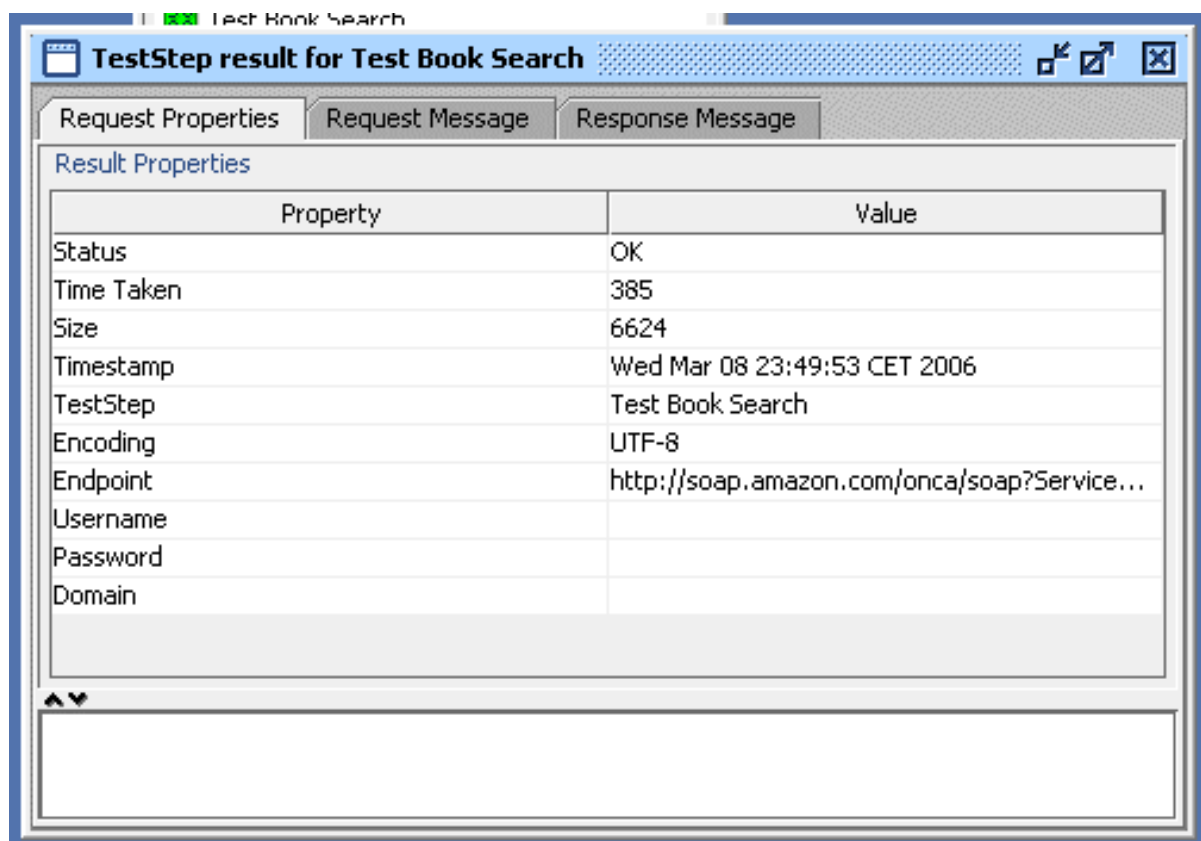 Test Book Search
TestStep result for Test Book Search
Request Properties Request Message Response Message
Result Properties
Property Value
Status OK
Time Taken 385
Size 6624
Timestamp Wed Mar 08 23:49:53 CET 2006
TestStep Test Book Search
Encoding UTF-8
Endpoint http://soap.amazon.com/onca/soap?Service...
Username
Password
Domain